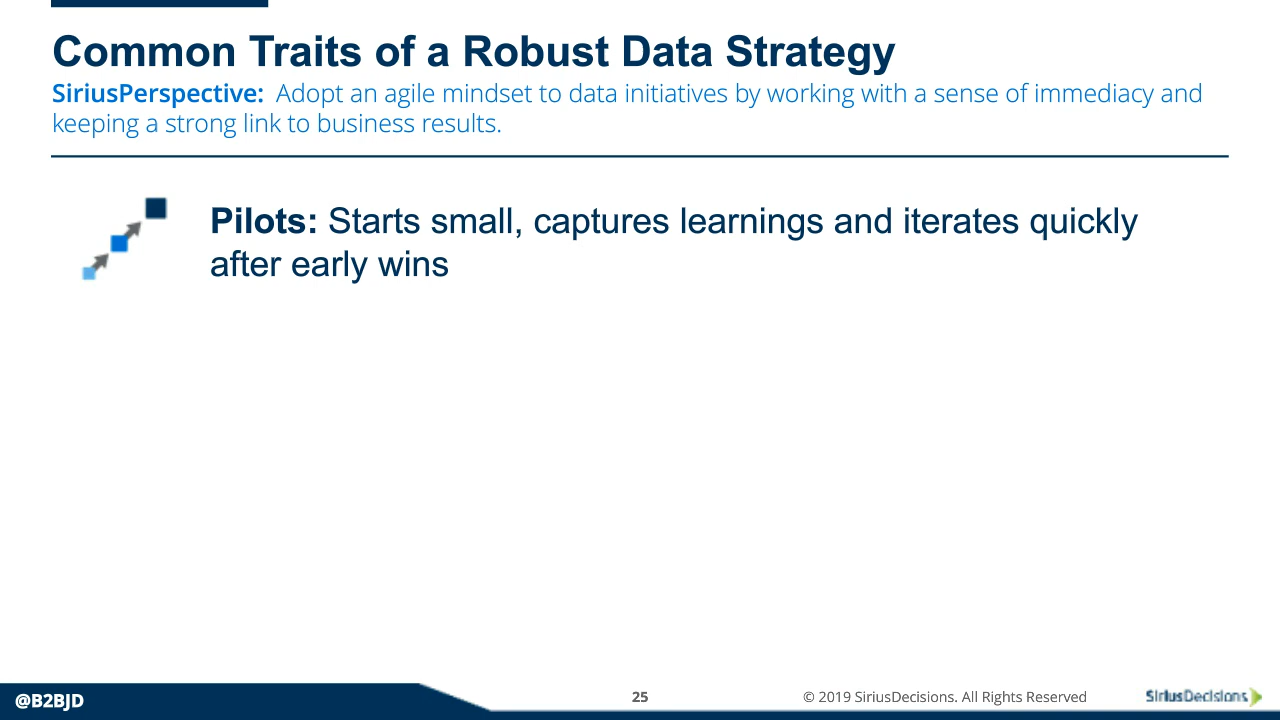 Common Traits of a Robust Data Strategy
SiriusPerspective: Adopt an agile mindset to data initiatives by working with a sense of immediacy and
keeping a strong link to business results.
Pilots: Starts small, captures learnings and iterates quickly
after early wins
@B2BJD
25
© 2019 SiriusDecisions. All Rights Reserved
SiriusDecisions